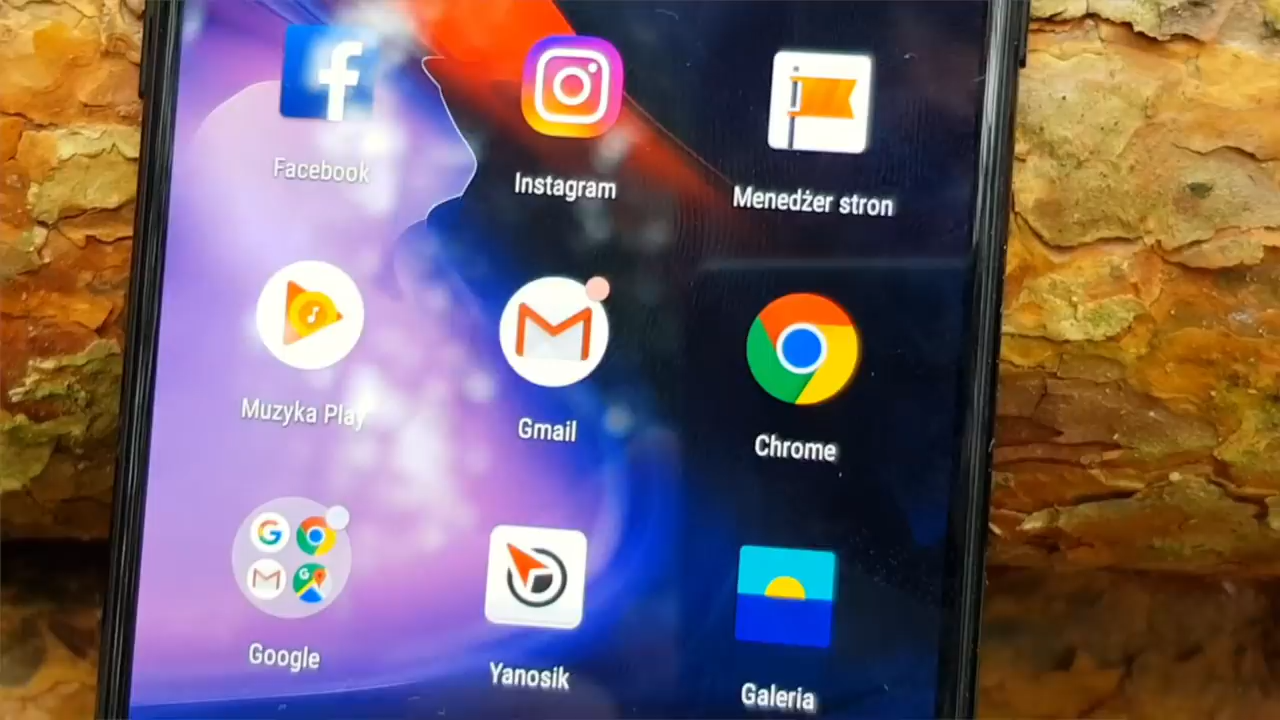 Facebook
Instagram
Menedżer stron
Muzyka Play
Gmail
Chrome
Google
Yanosik
Galeria